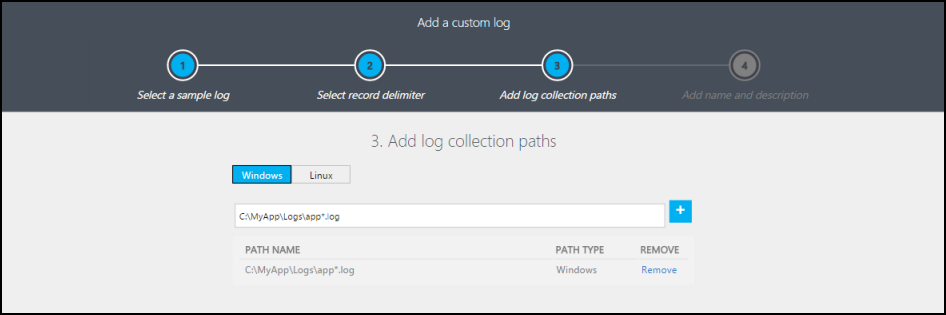 Add a custom log
1 2 3 4
Select a sample log Select record delimiter Add log collection paths Add name and description
3. Add log collection paths
Windows Linux
C:\MyApp\Logs\app*.log +
PATH NAME PATH TYPE REMOVE
C:\MyApp\Logs\app*.log Windows Remove